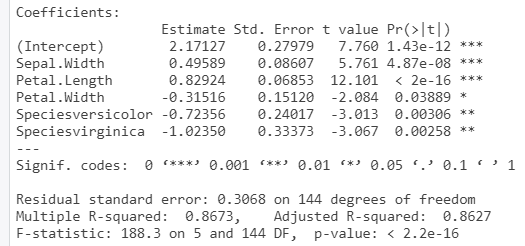 Coefficients:
                  Estimate Std. Error t value Pr(>|t|)
(Intercept)        2.17127    0.27979   7.760 1.43e-12 ***
Sepal.Width        0.49589    0.08607   5.761 4.87e-08 ***
Petal.Length       0.82924    0.06853  12.101  < 2e-16 ***
Petal.Width       -0.31516    0.15120  -2.084  0.03889 *
Speciesversicolor -0.72356    0.24017  -3.013  0.00306 **
Speciesvirginica  -1.02350    0.33373  -3.067  0.00258 **
---
Signif. codes:  0 ‘***’ 0.001 ‘**’ 0.01 ‘*’ 0.05 ‘.’ 0.1 ‘ ’ 1
Residual standard error: 0.3068 on 144 degrees of freedom
Multiple R-squared:  0.8673,    Adjusted R-squared:  0.8627
F-statistic: 188.3 on 5 and 144 DF,  p-value: < 2.2e-16